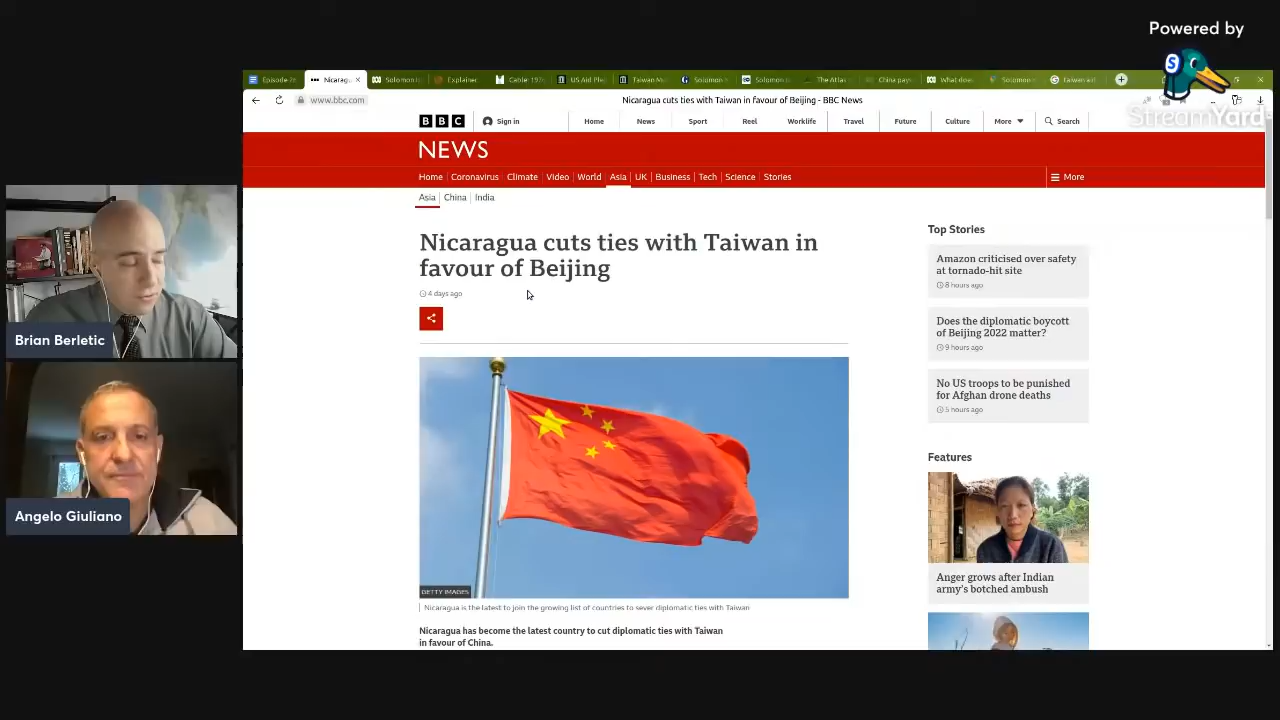 Powered by
StreamYard
Nicaragua cuts ties with Taiwan in favour of Beijing - BBC News
www.bbc.com
BBC
Sign in
Home
News
Sport
Reel
Worklife
Travel
Future
Culture
More
Search
NEWS
Home
Coronavirus
Climate
Video
World
Asia
UK
Business
Tech
Science
Stories
More
Asia
China
India
Nicaragua cuts ties with Taiwan in
favour of Beijing
4 days ago
GETTY IMAGES
Nicaragua is the latest to join the growing list of countries to sever diplomatic ties with Taiwan
Nicaragua has become the latest country to cut diplomatic ties with Taiwan
in favour of China.
Top Stories
Amazon criticised over safety
at tornado-hit site
8 hours ago
Does the diplomatic boycott
of Beijing 2022 matter?
9 hours ago
No US troops to be punished
for Afghan drone deaths
5 hours ago
Features
Anger grows after Indian
army's botched ambush
Brian Berletic
Angelo Giuliano